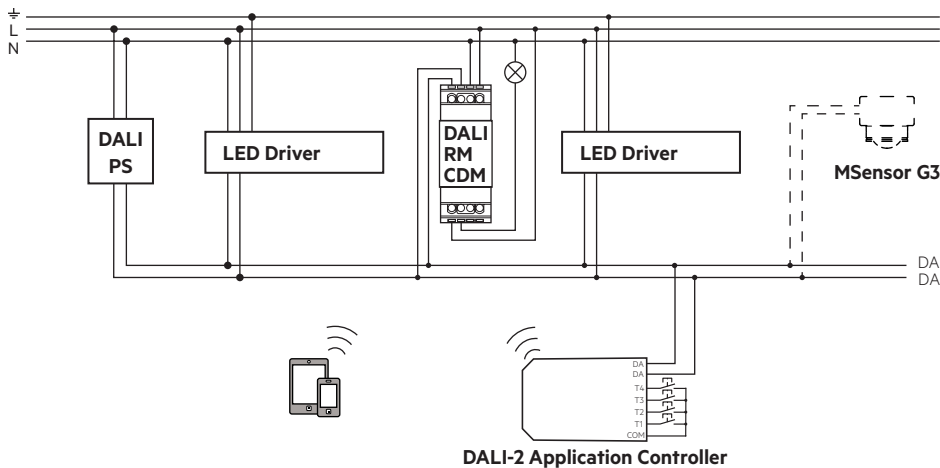 L
N
DALI
PS
LED Driver
DALI
RM
CDM
LED Driver
MSensor G3
DA
DA
DA
DA
T4
T3
T2
T1
COM
DALI-2 Application Controller